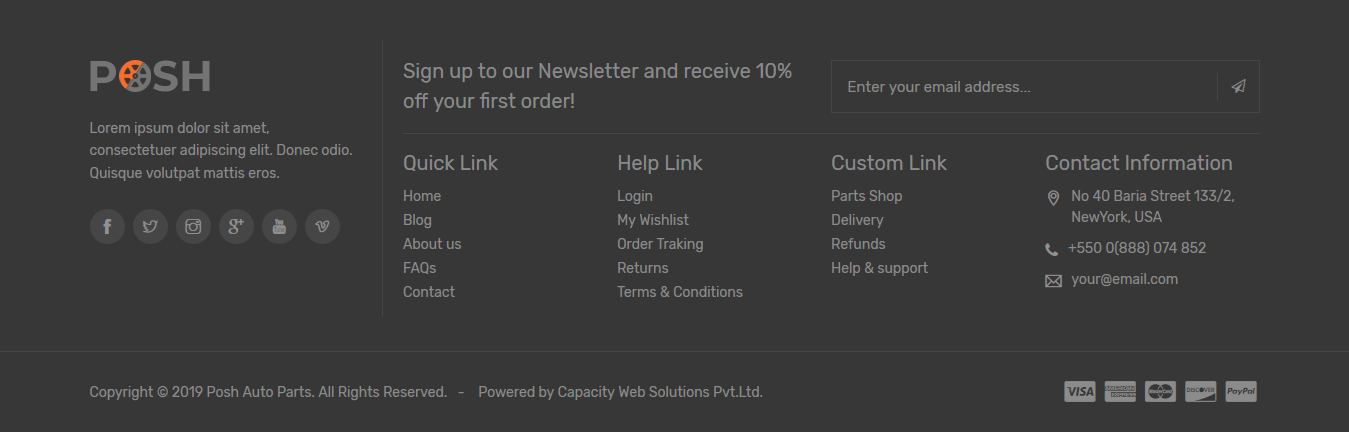 POSH
Lorem ipsum dolor sit amet,
consectetuer adipiscing elit. Donec odio.
Quisque volutpat mattis eros.
Sign up to our Newsletter and receive 10%
off your first order!
Enter your email address...
Quick Link
Home
Blog
About us
FAQs
Contact
Help Link
Login
My Wishlist
Order Traking
Returns
Terms & Conditions
Custom Link
Parts Shop
Delivery
Refunds
Help & support
Contact Information
No 40 Baria Street 133/2,
NewYork, USA
+550 0(888) 074 852
your@email.com
Copyright © 2019 Posh Auto Parts. All Rights Reserved. - Powered by Capacity Web Solutions Pvt.Ltd.
VISA
AMERICAN
EXPRESS
MasterCard
DISCOVER
PayPal